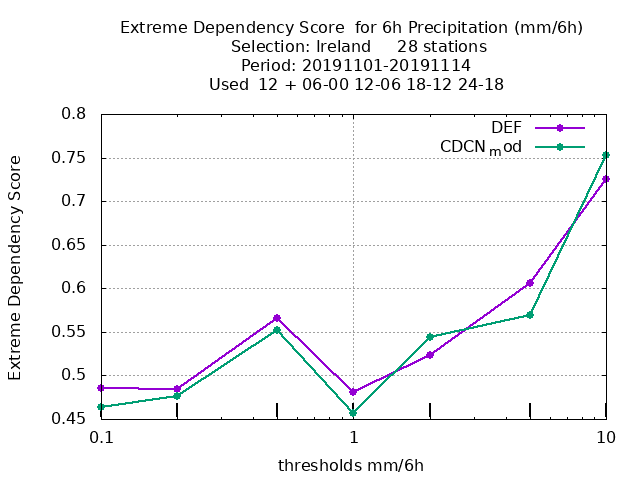 Extreme Dependency Score  for 6h Precipitation (mm/6h)
Selection: Ireland     28 stations
Period: 20191101-20191114
Used  12 + 06-00 12-06 18-12 24-18
DEF
CDCNmod
0.8
0.75
0.7
0.65
0.6
0.55
0.5
0.45
Extreme Dependency Score
0.1 1 10
thresholds mm/6h